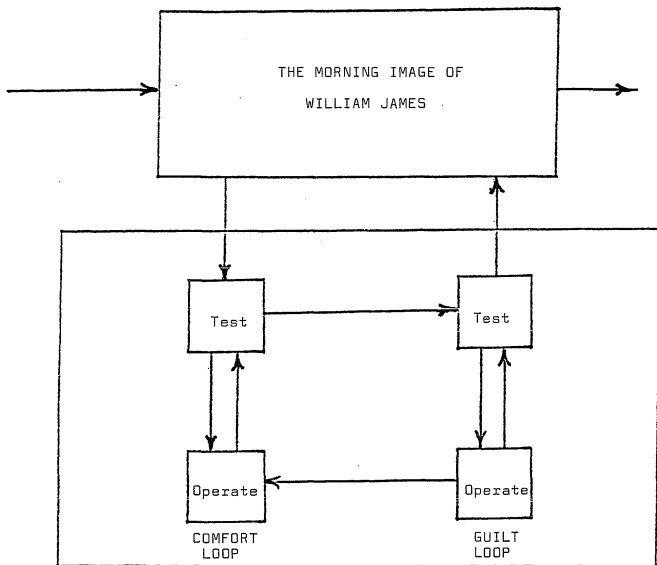 THE MORNING IMAGE OF
WILLIAM JAMES
Test
Test
Operate
Operate
COMFORT
LOOP
GUILT
LOOP